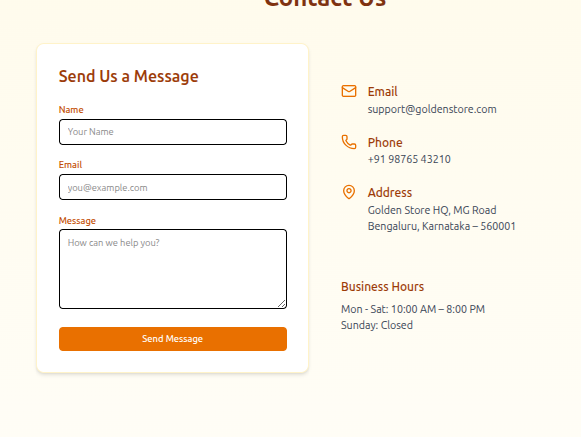 Contact Us
Send Us a Message
Name
Your Name
Email
you@example.com
Message
How can we help you?
Send Message
Email
support@goldenstore.com
Phone
+91 98765 43210
Address
Golden Store HQ, MG Road
Bengaluru, Karnataka – 560001
Business Hours
Mon - Sat: 10:00 AM – 8:00 PM
Sunday: Closed